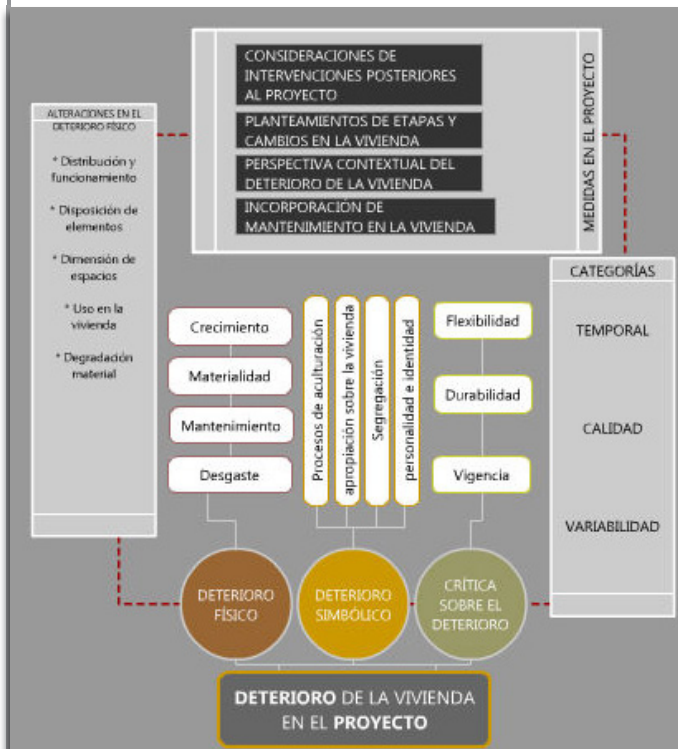 CONSIDERACIONES DE
INTERVENCIONES POSTERIORES
AL PROYECTO
PLANTEAMIENTOS DE ETAPAS Y
CAMBIOS EN LA VIVIENDA
PERSPECTIVA CONTEXTUAL DEL
DETERIORO DE LA VIVIENDA
INCORPORACIÓN DE
MANTENIMIENTO EN LA VIVIENDA
MEDIDAS EN EL PROYECTO
ALTERACIONES EN EL
DETERIORO FÍSICO
* Distribución y
funcionamiento
* Disposición de
elementos
* Dimensión de
espacios
* Uso en la
vivienda
* Degradación
material
CATEGORÍAS
TEMPORAL
CALIDAD
VARIABILIDAD
Crecimiento
Materialidad
Mantenimiento
Desgaste
Procesos de aculturación
apropiación sobre la vivienda
Segregación
personalidad e identidad
Flexibilidad
Durabilidad
Vigencia
DETERIORO
FÍSICO
DETERIORO
SIMBÓLICO
CRÍTICA
SOBRE EL
DETERIORO
DETERIORO DE LA VIVIENDA
EN EL PROYECTO